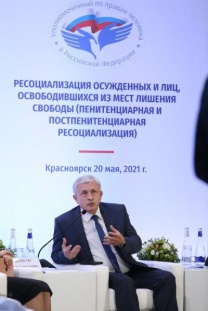 Уполномоченный по правам человека
в Российской Федерации
РЕСОЦИАЛИЗАЦИЯ ОСУЖДЕННЫХ И ЛИЦ,
ОСВОБОДИВШИХСЯ ИЗ МЕСТ ЛИШЕНИЯ
СВОБОДЫ (ПЕНИТЕНЦИАРНАЯ И
ПОСТПЕНИТЕНЦИАРНАЯ
РЕСОЦИАЛИЗАЦИЯ)
Красноярск 20 мая, 2021 г.